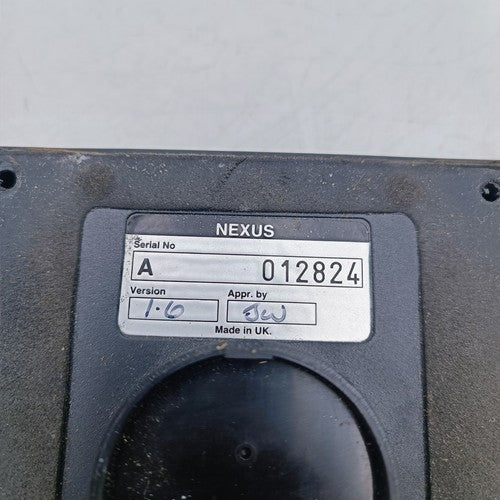 NEXUS
Serial No
A 012824
Version Appr. by
1.6 JW
Made in UK.